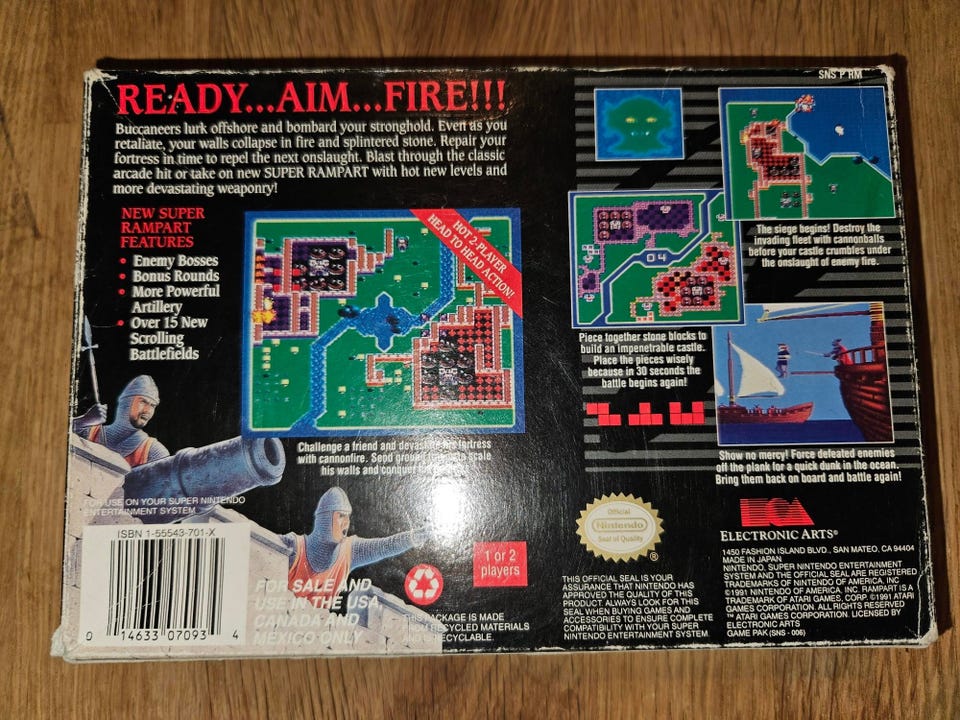 SNS P RM
READY...AIM...FIRE!!!
Buccaneers lurk offshore and bombard your stronghold. Even as you
retaliate, your walls collapse in fire and splintered stone. Repair your
fortress in time to repel the next onslaught. Blast through the classic
arcade hit or take on new SUPER RAMPART with hot new levels and
more devastating weaponry!
NEW SUPER
RAMPART
FEATURES
• Enemy Bosses
• Bonus Rounds
• More Powerful
Artillery
• Over 15 New
Scrolling
Battlefields
HOT 2-PLAYER
HEAD TO HEAD ACTION!
Challenge a friend and fortress
with cannonfire. Send scale
his walls and conquer
The siege begins! Destroy the
invading fleet with cannonballs
before your castle crumbles under
the onslaught of enemy fire.
04
Piece together stone blocks to
build an impenetrable castle.
Place the pieces wisely
because in 30 seconds the
battle begins again!
Show no mercy! Force defeated enemies
off the plank for a quick dunk in the ocean.
Bring them back on board and battle again!
FOR USE ON YOUR SUPER NINTENDO
ENTERTAINMENT SYSTEM
ISBN 1-55543-701-X
0 14633 07093 4
FOR SALE AND
USE IN THE USA,
CANADA AND
MEXICO ONLY
1 or 2
players
THIS PACKAGE IS MADE
FROM RECYCLED MATERIALS
AND RECYCLABLE.
Official
Nintendo
Seal of Quality
®
THIS OFFICIAL SEAL IS YOUR
ASSURANCE THAT NINTENDO HAS
APPROVED THE QUALITY OF THIS
PRODUCT. ALWAYS LOOK FOR THIS
SEAL WHEN BUYING GAMES AND
ACCESSORIES TO ENSURE COMPLETE
COMPATIBILITY WITH YOUR SUPER
NINTENDO ENTERTAINMENT SYSTEM.
ELECTRONIC ARTS®
1450 FASHION ISLAND BLVD., SAN MATEO, CA 94404
MADE IN JAPAN
NINTENDO, SUPER NINTENDO ENTERTAINMENT
SYSTEM AND THE OFFICIAL SEAL ARE REGISTERED
TRADEMARKS OF NINTENDO OF AMERICA, INC
©1991 NINTENDO OF AMERICA, INC. RAMPART IS A
TRADEMARK OF ATARI GAMES, CORP. ©1991 ATARI
GAMES CORPORATION. ALL RIGHTS RESERVED
™ ATARI GAMES CORPORATION. LICENSED BY
ELECTRONIC ARTS
GAME PAK (SNS - 006)